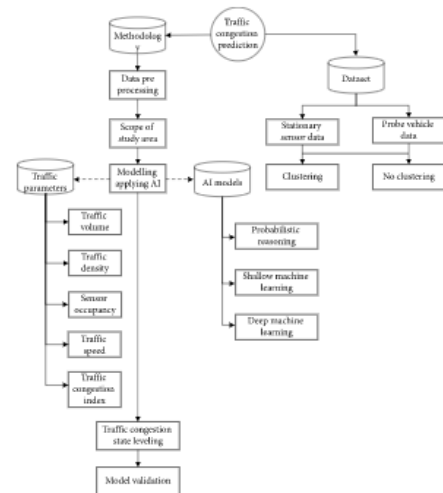 Traffic
congestion
prediction
Methodolog
y
Dataset
Data pre
processing
Stationary
sensor data
Probe vehicle
data
Scope of
study area
Clustering
No clustering
Traffic
parameters
Modelling
applying AI
AI models
Traffic
volume
Traffic
density
Sensor
occupancy
Traffic
speed
Traffic
congestion
index
Probabilistic
reasoning
Shallow machine
learning
Deep machine
learning
Traffic congestion
state leveling
Model validation